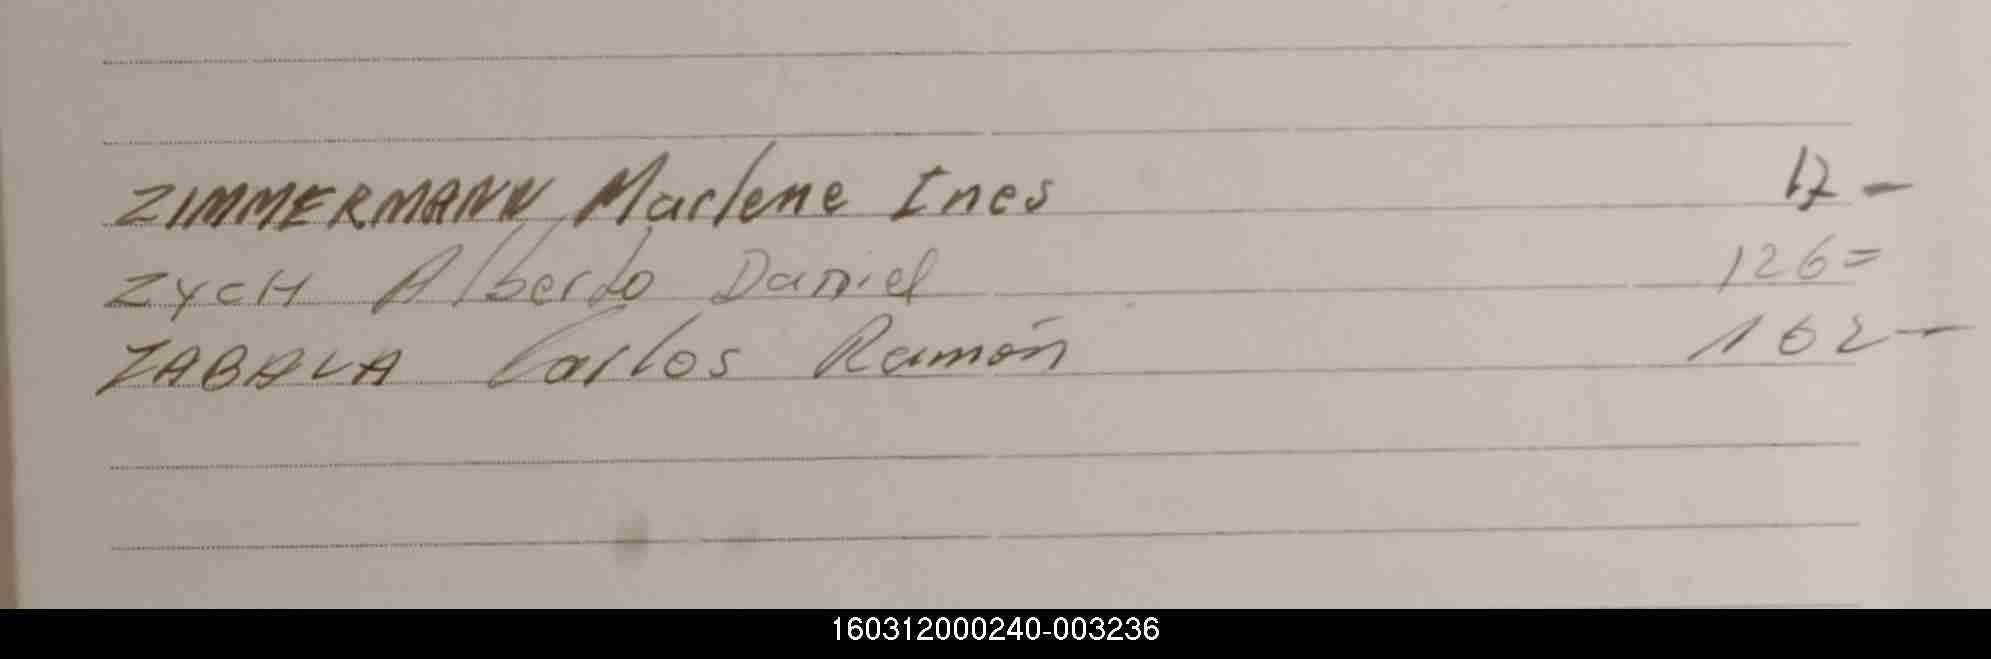 ZIMMERMANN Marlene Ines 17 -
ZYCH Alberto Daniel 126 =
ZABALA Carlos Ramón 162 -
160312000240-003236